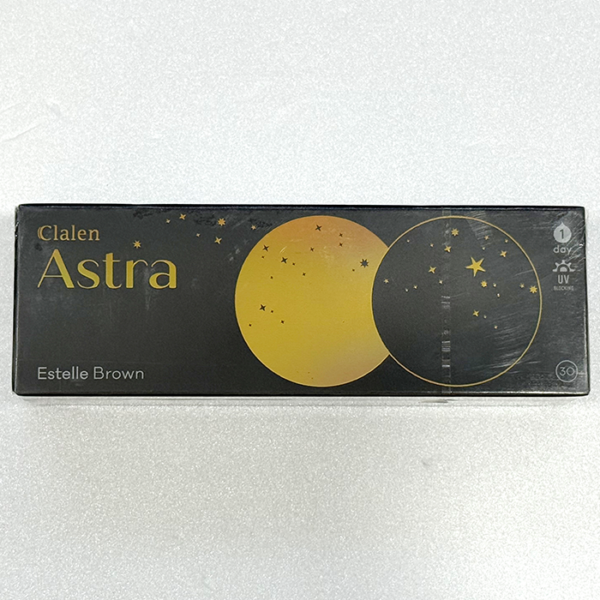 Clalen
Astra
Estelle Brown
1
day
UV
BLOCKING
30